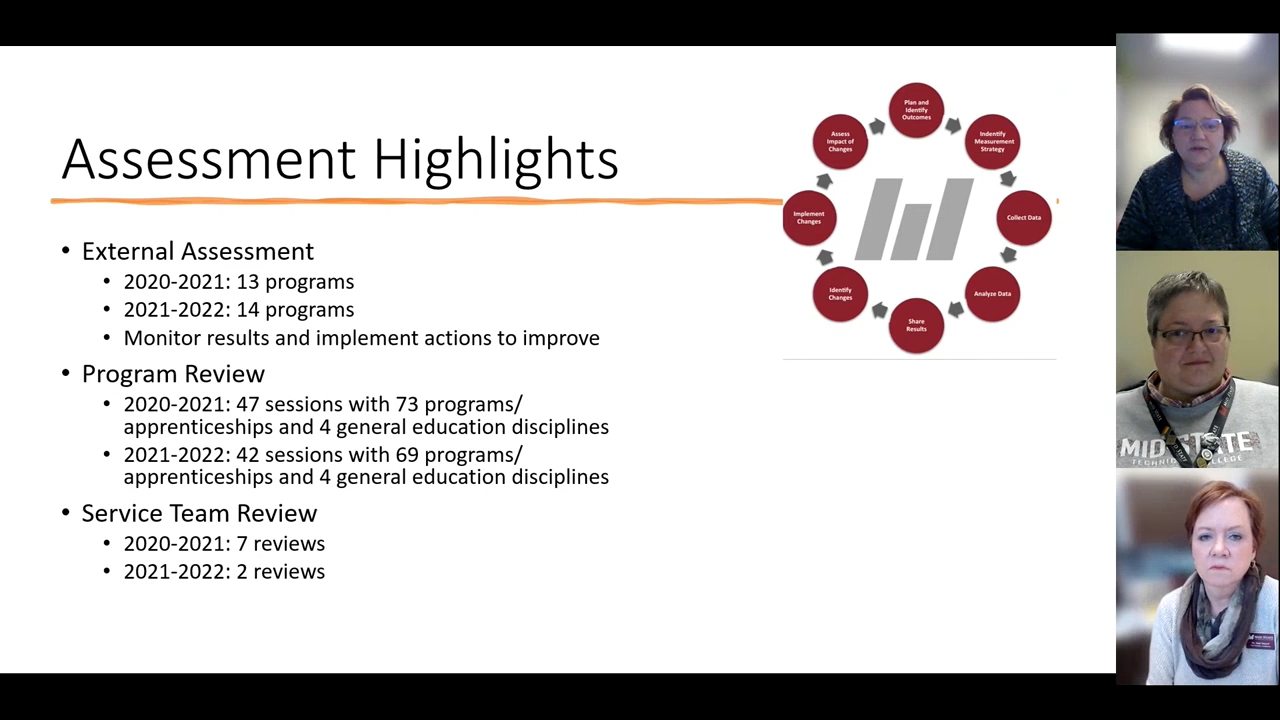 Assessment Highlights
• External Assessment
• 2020-2021: 13 programs
• 2021-2022: 14 programs
• Monitor results and implement actions to improve
• Program Review
• 2020-2021: 47 sessions with 73 programs/
apprenticeships and 4 general education disciplines
• 2021-2022: 42 sessions with 69 programs/
apprenticeships and 4 general education disciplines
• Service Team Review
• 2020-2021: 7 reviews
• 2021-2022: 2 reviews
Plan and
Identify
Outcomes
Indentify
Measurement
Strategy
Collect Data
Analyze Data
Share
Results
Identify
Changes
Implement
Changes
Assess
Impact of
Changes
MID STATE